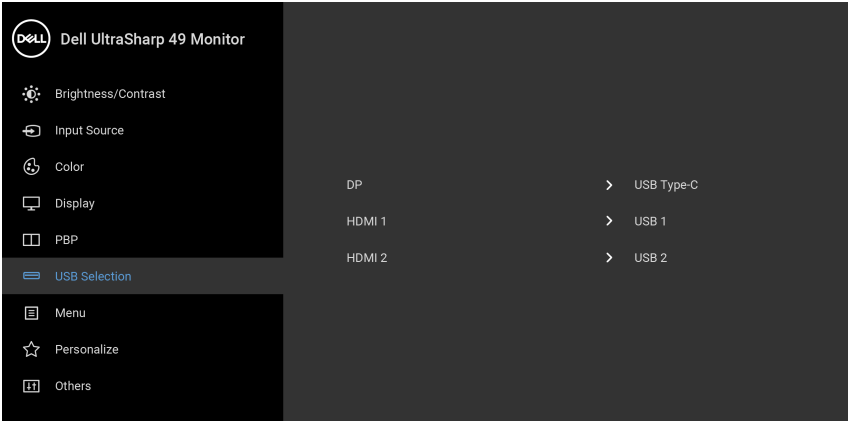 DELL
Dell UltraSharp 49 Monitor
Brightness/Contrast
Input Source
Color
Display
PBP
USB Selection
Menu
Personalize
Others
DP USB Type-C
HDMI 1 USB 1
HDMI 2 USB 2